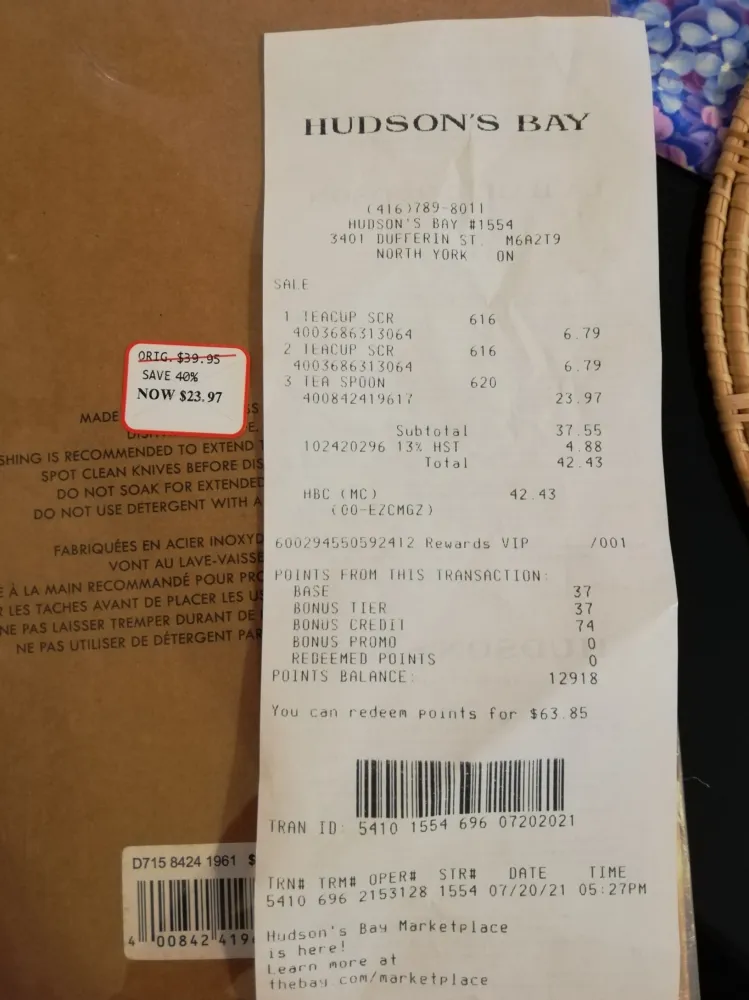 HUDSON'S BAY
(416)789-8011
HUDSON'S BAY #1554
3401 DUFFERIN ST. M6A2T9
NORTH YORK ON
SALE
1 TEACUP SCR 616
4003686313064 6.79
2 TEACUP SCR 616
4003686313064 6.79
3 TEA SPOON 620
400842419617 23.97
Subtotal 37.55
102420296 13% HST 4.88
Total 42.43
HBC (MC) 42.43
(00-EZCMGZ)
600294550592412 Rewards VIP /001
POINTS FROM THIS TRANSACTION:
BASE 37
BONUS TIER 37
BONUS CREDIT 74
BONUS PROMO 0
REDEEMED POINTS 0
POINTS BALANCE: 12918
You can redeem points for $63.85
TRAN ID: 5410 1554 696 07202021
TRN# TRM# OPER# STR# DATE TIME
5410 696 2153128 1554 07/20/21 05:27PM
Hudson's Bay Marketplace
is here!
Learn more at
thebay.com/marketplace
ORIG. $39.95
SAVE 40%
NOW $23.97
MADE
SHING IS RECOMMENDED TO EXTEND
SPOT CLEAN KNIVES BEFORE DIS
DO NOT SOAK FOR EXTENDED
DO NOT USE DETERGENT WITH A
FABRIQUÉES EN ACIER INOXYD
VONT AU LAVE-VAISSE
E À LA MAIN RECOMMANDÉ POUR PRO
R LES TACHES AVANT DE PLACER LES US
NE PAS LAISSER TREMPER DURANT DE
NE PAS UTILISER DE DÉTERGENT PAR
D715 8424 1961 $
4 00842 419